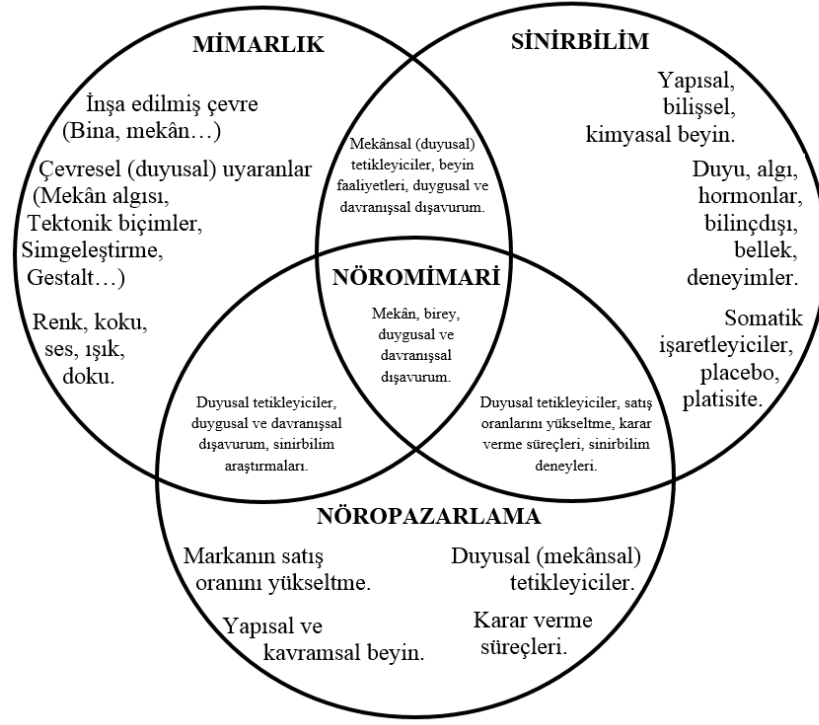 MİMARLIK
İnşa edilmiş çevre
(Bina, mekân…)
Çevresel (duyusal) uyaranlar
(Mekân algısı,
Tektonik biçimler,
Simgeleştirme,
Gestalt…)
Renk, koku,
ses, ışık,
doku.
SİNİRBİLİM
Yapısal,
bilişsel,
kimyasal beyin.
Duyu, algı,
hormonlar,
bilinçdışı,
bellek,
deneyimler.
Somatik
işaretleyiciler,
placebo,
platisite.
Mekânsal (duyusal)
tetikleyiciler, beyin
faaliyetleri, duygusal ve
davranışsal dışavurum.
NÖROMİMARİ
Mekân, birey,
duygusal ve
davranışsal
dışavurum.
Duyusal tetikleyiciler,
duygusal ve davranışsal
dışavurum, sinirbilim
araştırmaları.
Duyusal tetikleyiciler, satış
oranlarını yükseltme, karar
verme süreçleri, sinirbilim
deneyleri.
NÖROPAZARLAMA
Markanın satış
oranını yükseltme.
Yapısal ve
kavramsal beyin.
Duyusal (mekânsal)
tetikleyiciler.
Karar verme
süreçleri.